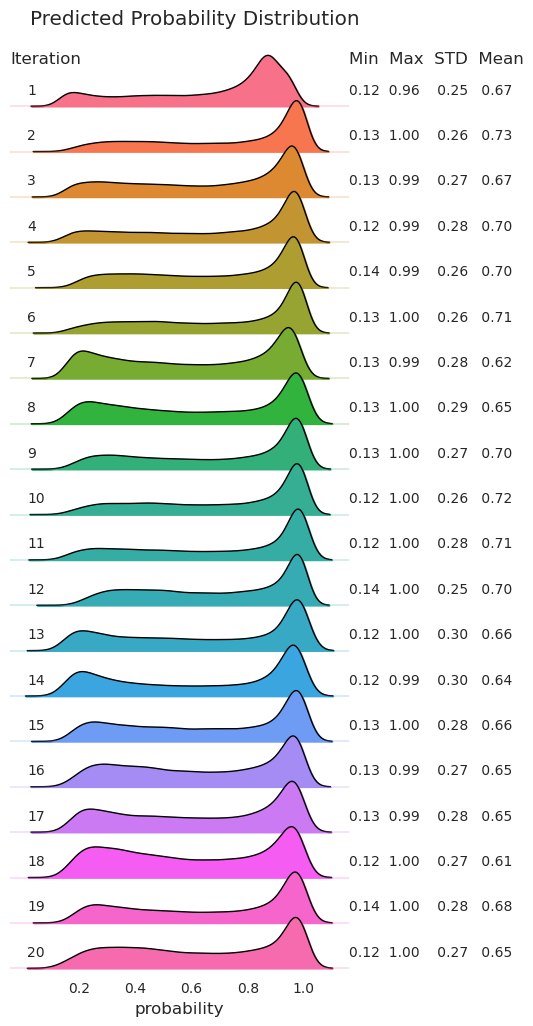 Predicted Probability Distribution
Iteration Min Max STD Mean
1 0.12 0.96 0.25 0.67
2 0.13 1.00 0.26 0.73
3 0.13 0.99 0.27 0.67
4 0.12 0.99 0.28 0.70
5 0.14 0.99 0.26 0.70
6 0.13 1.00 0.26 0.71
7 0.13 0.99 0.28 0.62
8 0.13 1.00 0.29 0.65
9 0.13 1.00 0.27 0.70
10 0.12 1.00 0.26 0.72
11 0.12 1.00 0.28 0.71
12 0.14 1.00 0.25 0.70
13 0.12 1.00 0.30 0.66
14 0.12 0.99 0.30 0.64
15 0.13 1.00 0.28 0.66
16 0.13 0.99 0.27 0.65
17 0.13 0.99 0.28 0.65
18 0.12 1.00 0.27 0.61
19 0.14 1.00 0.28 0.68
20 0.12 1.00 0.27 0.65
0.2 0.4 0.6 0.8 1.0
probability